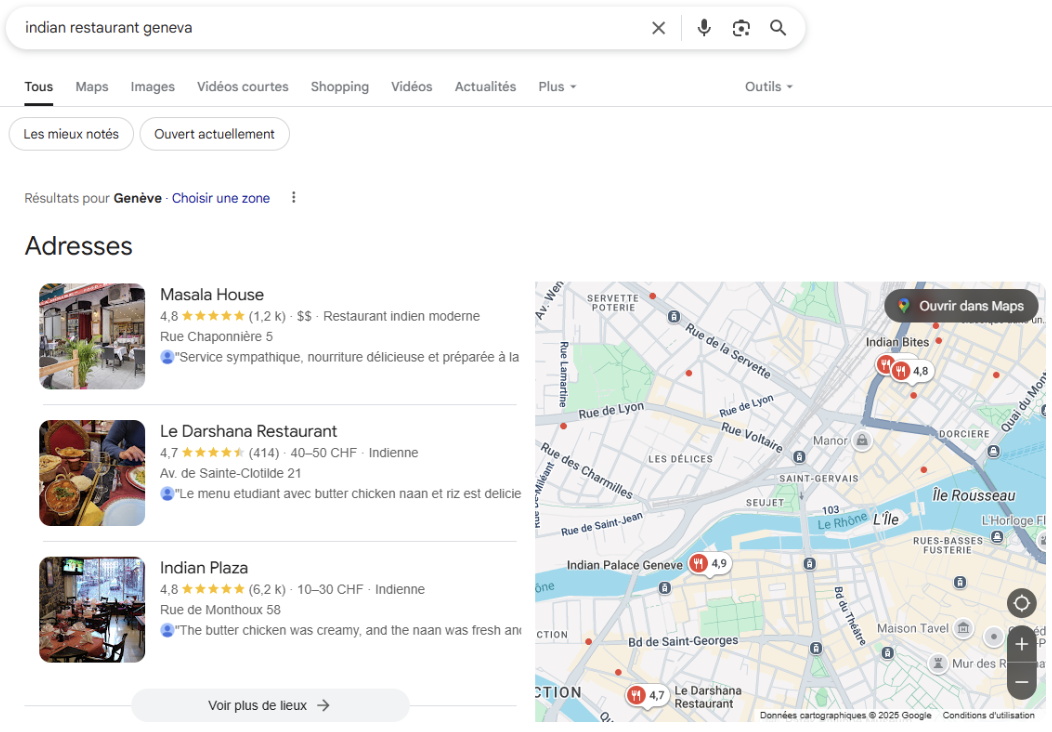 indian restaurant geneva
Tous Maps Images Vidéos courtes Shopping Vidéos Actualités Plus Outils
Les mieux notés Ouvert actuellement
Résultats pour Genève · Choisir une zone
Adresses
Masala House
4,8 (1,2 k) · $$ · Restaurant indien moderne
Rue Chaponnière 5
"Service sympathique, nourriture délicieuse et préparée à la
Le Darshana Restaurant
4,7 (414) · 40–50 CHF · Indienne
Av. de Sainte-Clotilde 21
"Le menu etudiant avec butter chicken naan et riz est delicie
Indian Plaza
4,8 (6,2 k) · 10–30 CHF · Indienne
Rue de Monthoux 58
"The butter chicken was creamy, and the naan was fresh and
Voir plus de lieux
Ouvrir dans Maps
Av. Wen
SERVETTE
POTERIE
Rue de la Servette
Indian Bites
4,8
Rue Lamartine
Rue de Lyon
Rue de Lyon
Rue Voltaire
Quai du Mont
DORCIERE
Manor
LES DÉLICES
Rue des Charmilles
SAINT-GERVAIS
SEUJET
Île Rousseau
103
Le Rhône
L'Île
L'Horloge Fl
Rue de Saint-Jean
RUES-BASSES
FUSTERIE
Indian Palace Geneve
4,9
Bd du Théâtre
Maison Tavel
CTION
Bd de Saint-Georges
Mur des R
CTION
4,7
Le Darshana
Restaurant
Données cartographiques © 2025 Google Conditions d'utilisation